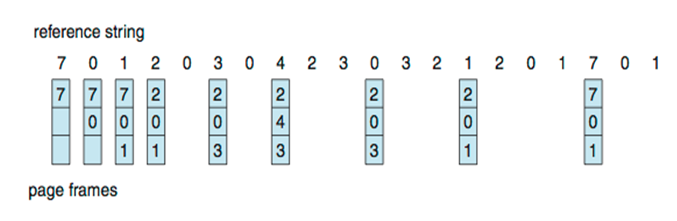 reference string
7 0 1 2 0 3 0 4 2 3 0 3 2 1 2 0 1 7 0 1
7 7 7 2 2 2 2 2 7
0 0 0 0 4 0 0 0
1 1 3 3 3 1 1
page frames